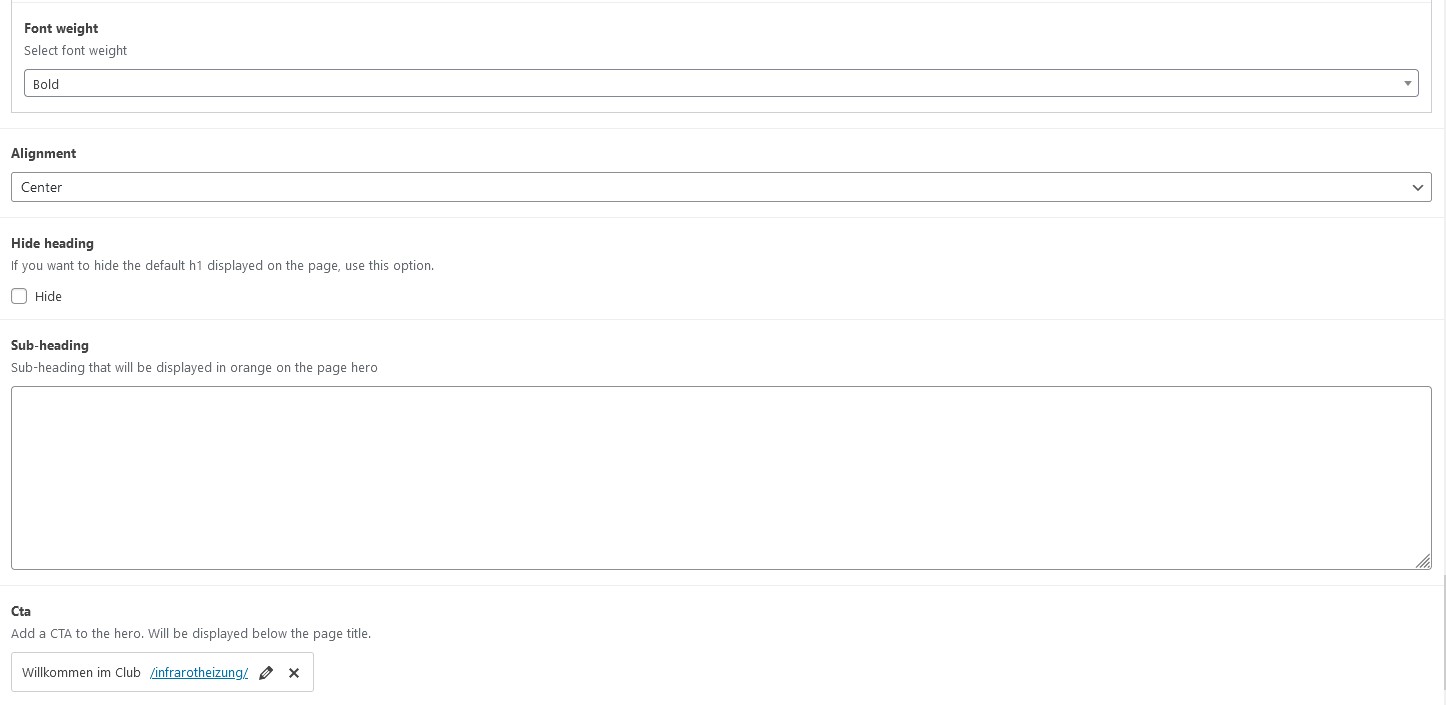 Font weight
Select font weight
Bold
Alignment
Center
Hide heading
If you want to hide the default h1 displayed on the page, use this option.
Hide
Sub-heading
Sub-heading that will be displayed in orange on the page hero
Cta
Add a CTA to the hero. Will be displayed below the page title.
Willkommen im Club /infrarotheizung/